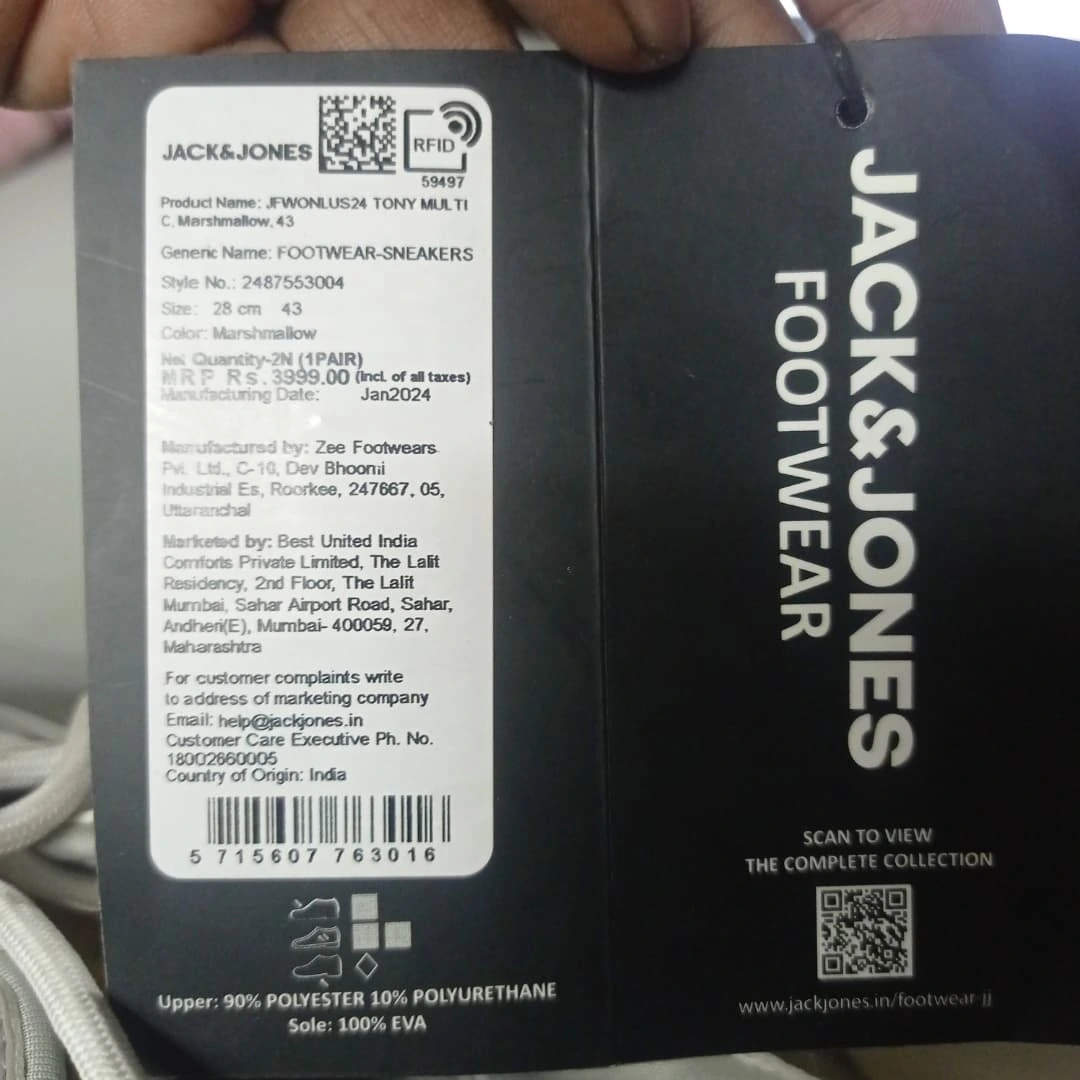 JACK&JONES
RFID
59497
Product Name: JFWONLUS24 TONY MULTI
C, Marshmallow, 43
Generic Name: FOOTWEAR-SNEAKERS
Style No.: 2487553004
Size: 28 cm 43
Color: Marshmallow
Net Quantity-2N (1PAIR)
MRP Rs.3999.00 (Incl. of all taxes)
Manufacturing Date: Jan2024
Manufactured by: Zee Footwears
Pvt. Ltd., C-10, Dev Bhoomi
Industrial Es, Roorkee, 247667, 05,
Uttaranchal
Marketed by: Best United India
Comforts Private Limited, The Lalit
Residency, 2nd Floor, The Lalit
Mumbai, Sahar Airport Road, Sahar,
Andheri(E), Mumbai- 400059, 27,
Maharashtra
For customer complaints write
to address of marketing company
Email: help@jackjones.in
Customer Care Executive Ph. No.
18002660005
Country of Origin: India
5 715607 763016
Upper: 90% POLYESTER 10% POLYURETHANE
Sole: 100% EVA
JACK&JONES
FOOTWEAR
SCAN TO VIEW
THE COMPLETE COLLECTION
www.jackjones.in/footwear-jj